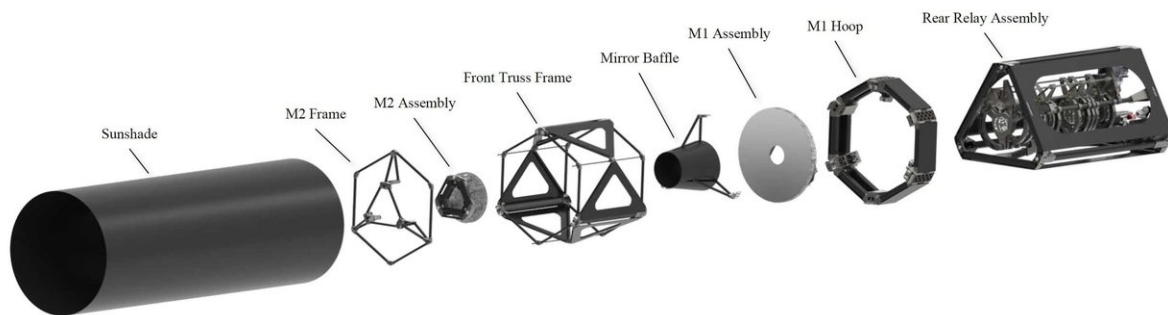 Sunshade
M2 Frame
M2 Assembly
Front Truss Frame
Mirror Baffle
M1 Assembly
M1 Hoop
Rear Relay Assembly